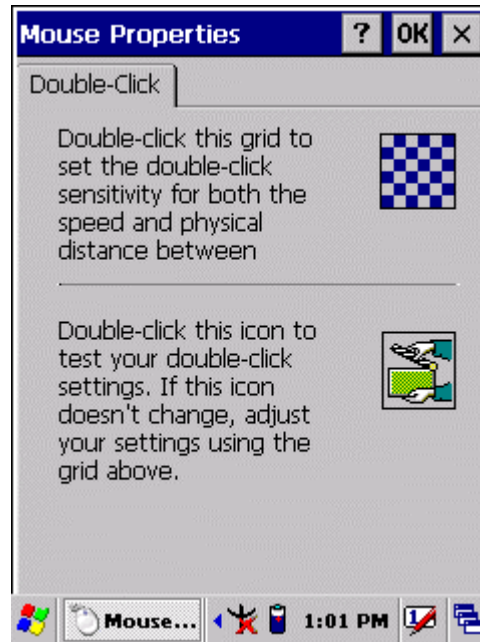 Mouse Properties ? OK ×
Double-Click
Double-click this grid to
set the double-click
sensitivity for both the
speed and physical
distance between
Double-click this icon to
test your double-click
settings. If this icon
doesn't change, adjust
your settings using the
grid above.
Mouse... 1:01 PM 1